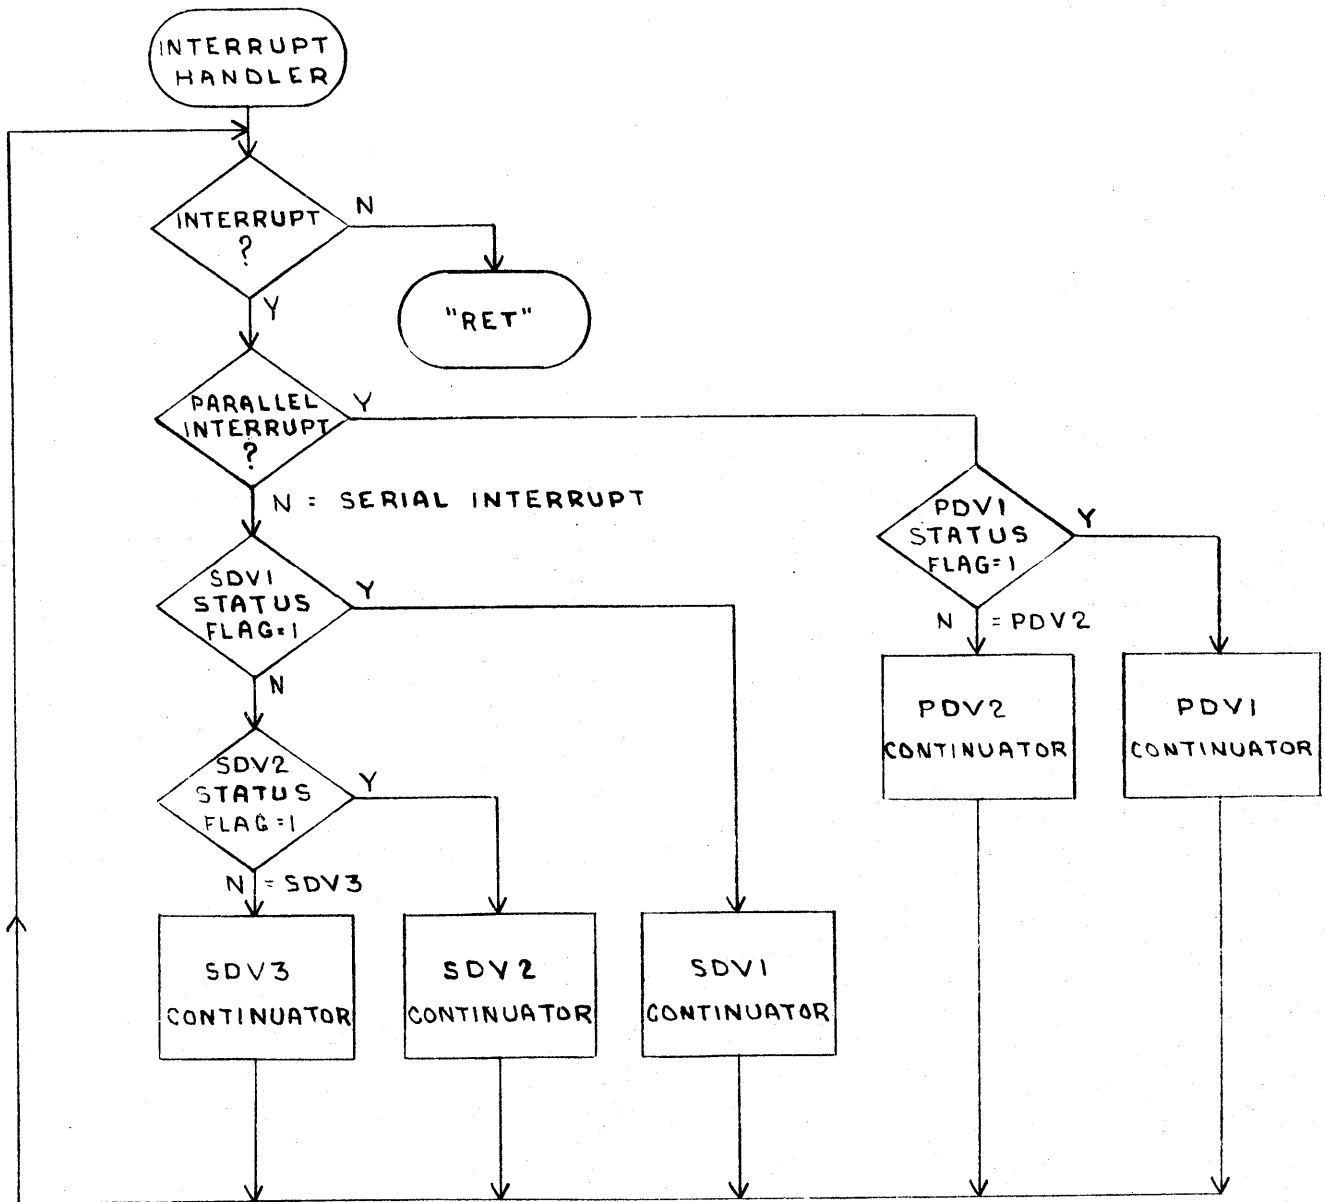 INTERRUPT
HANDLER
INTERRUPT
?
N
Y
"RET"
PARALLEL
INTERRUPT
?
Y
N = SERIAL INTERRUPT
PDV1
STATUS
FLAG=1
Y
N = PDV2
SDV1
STATUS
FLAG=1
Y
N
PDV2
CONTINUATOR
PDV1
CONTINUATOR
SDV2
STATUS
FLAG=1
Y
N = SDV3
SDV3
CONTINUATOR
SDV2
CONTINUATOR
SDV1
CONTINUATOR